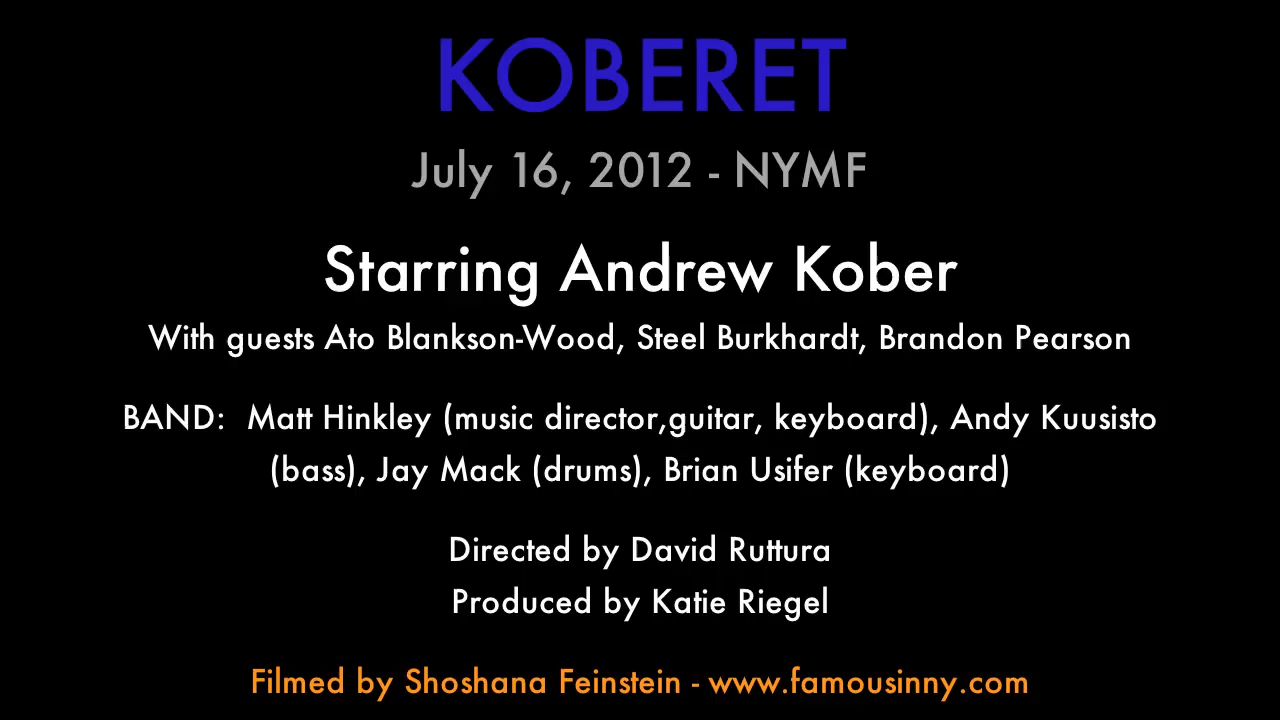 KOBERET
July 16, 2012 - NYMF
Starring Andrew Kober
With guests Ato Blankson-Wood, Steel Burkhardt, Brandon Pearson
BAND:  Matt Hinkley (music director,guitar, keyboard), Andy Kuusisto
(bass), Jay Mack (drums), Brian Usifer (keyboard)
Directed by David Ruttura
Produced by Katie Riegel
Filmed by Shoshana Feinstein - www.famousinny.com